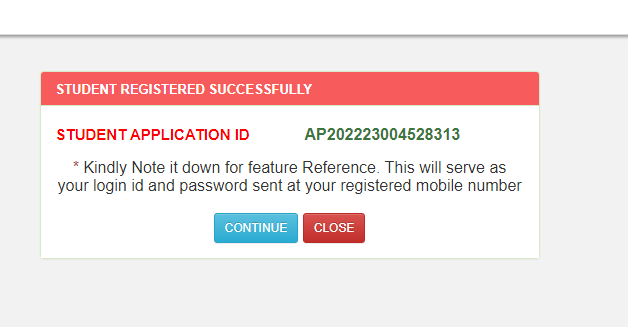 STUDENT REGISTERED SUCCESSFULLY
STUDENT APPLICATION ID AP202223004528313
* Kindly Note it down for feature Reference. This will serve as
your login id and password sent at your registered mobile number
CONTINUE CLOSE